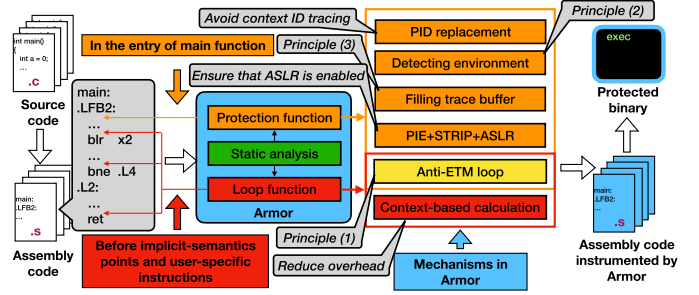 int main()
{
int a = 0;
...
.c
Source
code
main:
.LFB2:
...
.s
Assembly
code
main:
.LFB2:
...
blr x2
...
bne .L4
.L2:
...
ret
In the entry of main function
Before implicit-semantics
points and user-specific
instructions
Protection function
Static analysis
Loop function
Armor
Avoid context ID tracing
Principle (3)
Ensure that ASLR is enabled
Principle (1)
Reduce overhead
Principle (2)
PID replacement
Detecting environment
Filling trace buffer
PIE+STRIP+ASLR
Anti-ETM loop
Context-based calculation
Mechanisms in
Armor
exec
Protected
binary
main:
.LFB2:
...
.s
Assembly code
instrumented by
Armor